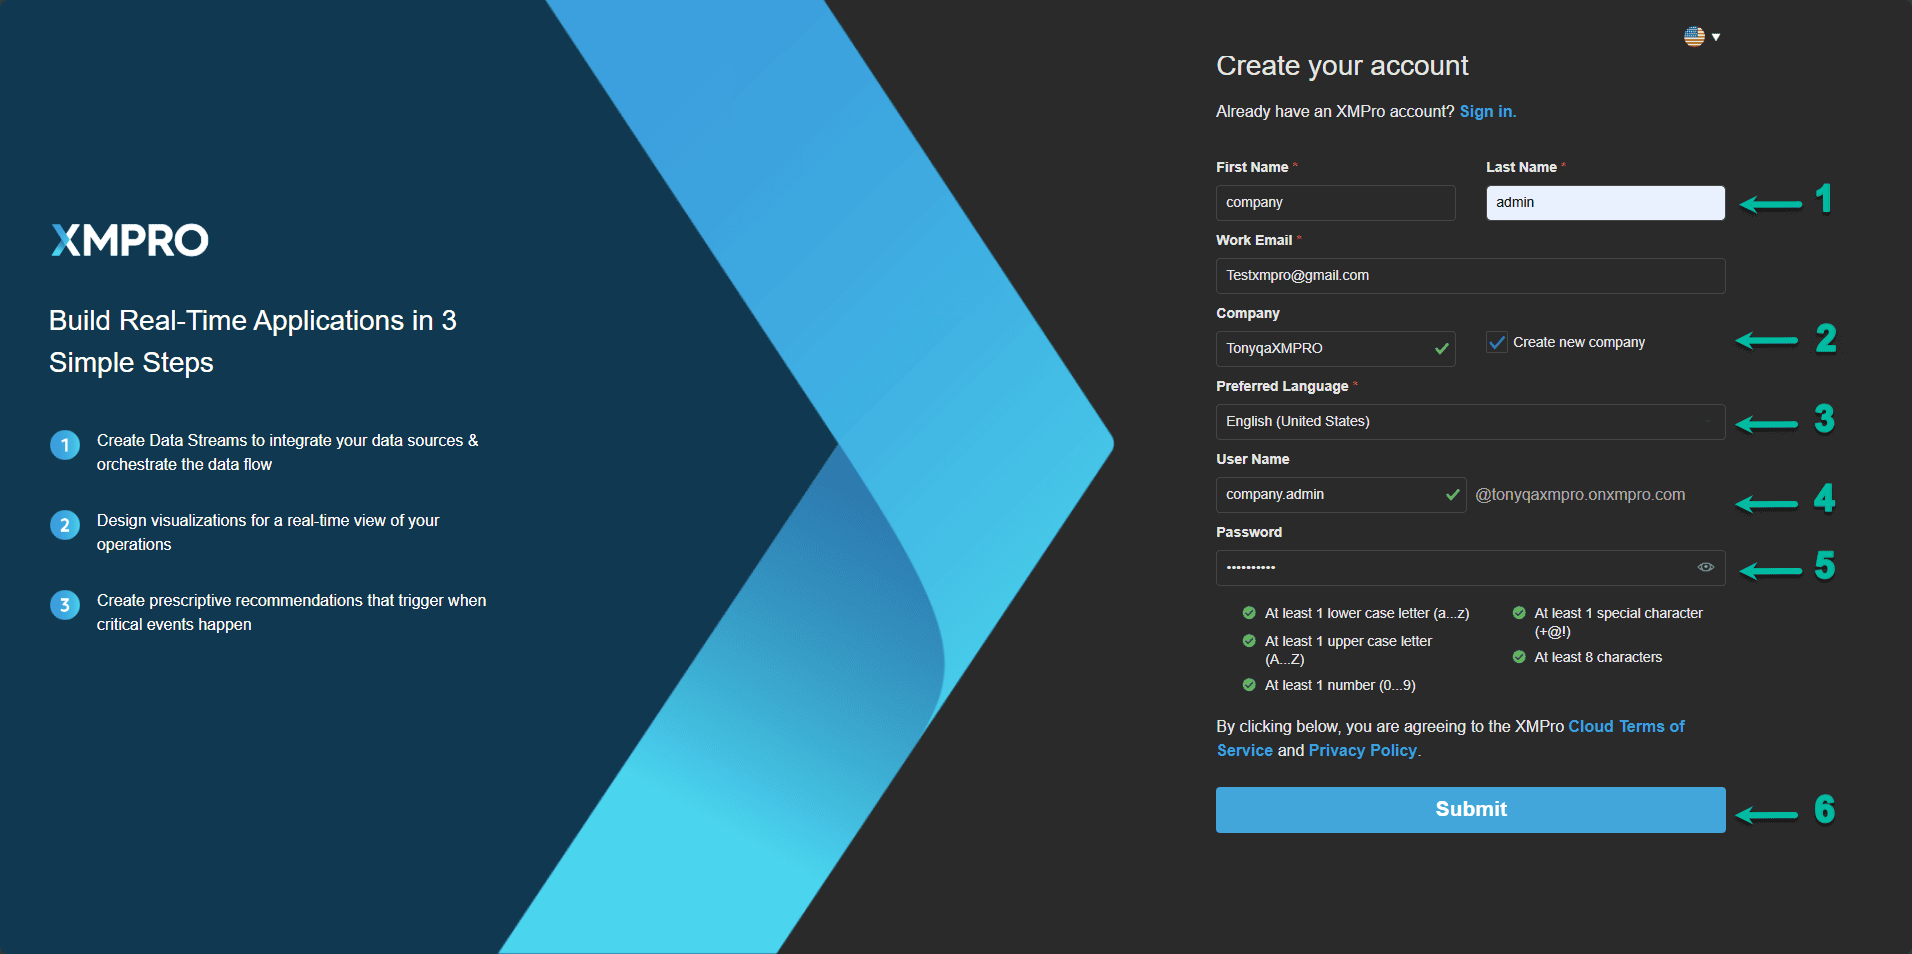 XMPRO
Build Real-Time Applications in 3
Simple Steps
1 Create Data Streams to integrate your data sources &
orchestrate the data flow
2 Design visualizations for a real-time view of your
operations
3 Create prescriptive recommendations that trigger when
critical events happen
Create your account
Already have an XMPro account? Sign in.
First Name * Last Name *
company admin 1
Work Email *
Testxmpro@gmail.com
Company
TonyqaXMPRO Create new company 2
Preferred Language *
English (United States) 3
User Name
company.admin @tonyqaxmpro.onxmpro.com 4
Password
•••••••••• 5
At least 1 lower case letter (a...z)
At least 1 upper case letter
(A...Z)
At least 1 number (0...9)
At least 1 special character
(+@!)
At least 8 characters
By clicking below, you are agreeing to the XMPro Cloud Terms of
Service and Privacy Policy.
Submit 6